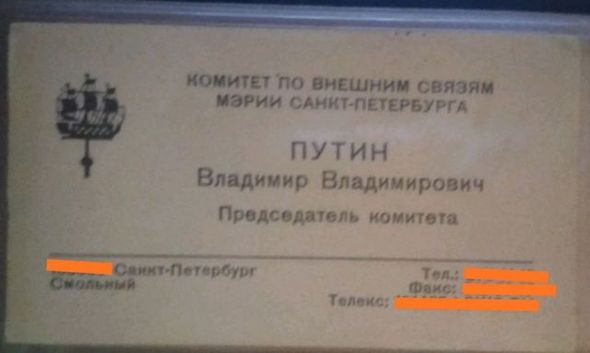 КОМИТЕТ ПО ВНЕШНИМ СВЯЗЯМ
МЭРИИ САНКТ-ПЕТЕРБУРГА
ПУТИН
Владимир Владимирович
Председатель комитета
Санкт-Петербург
Смольный
Тел.:
Факс:
Телекс: